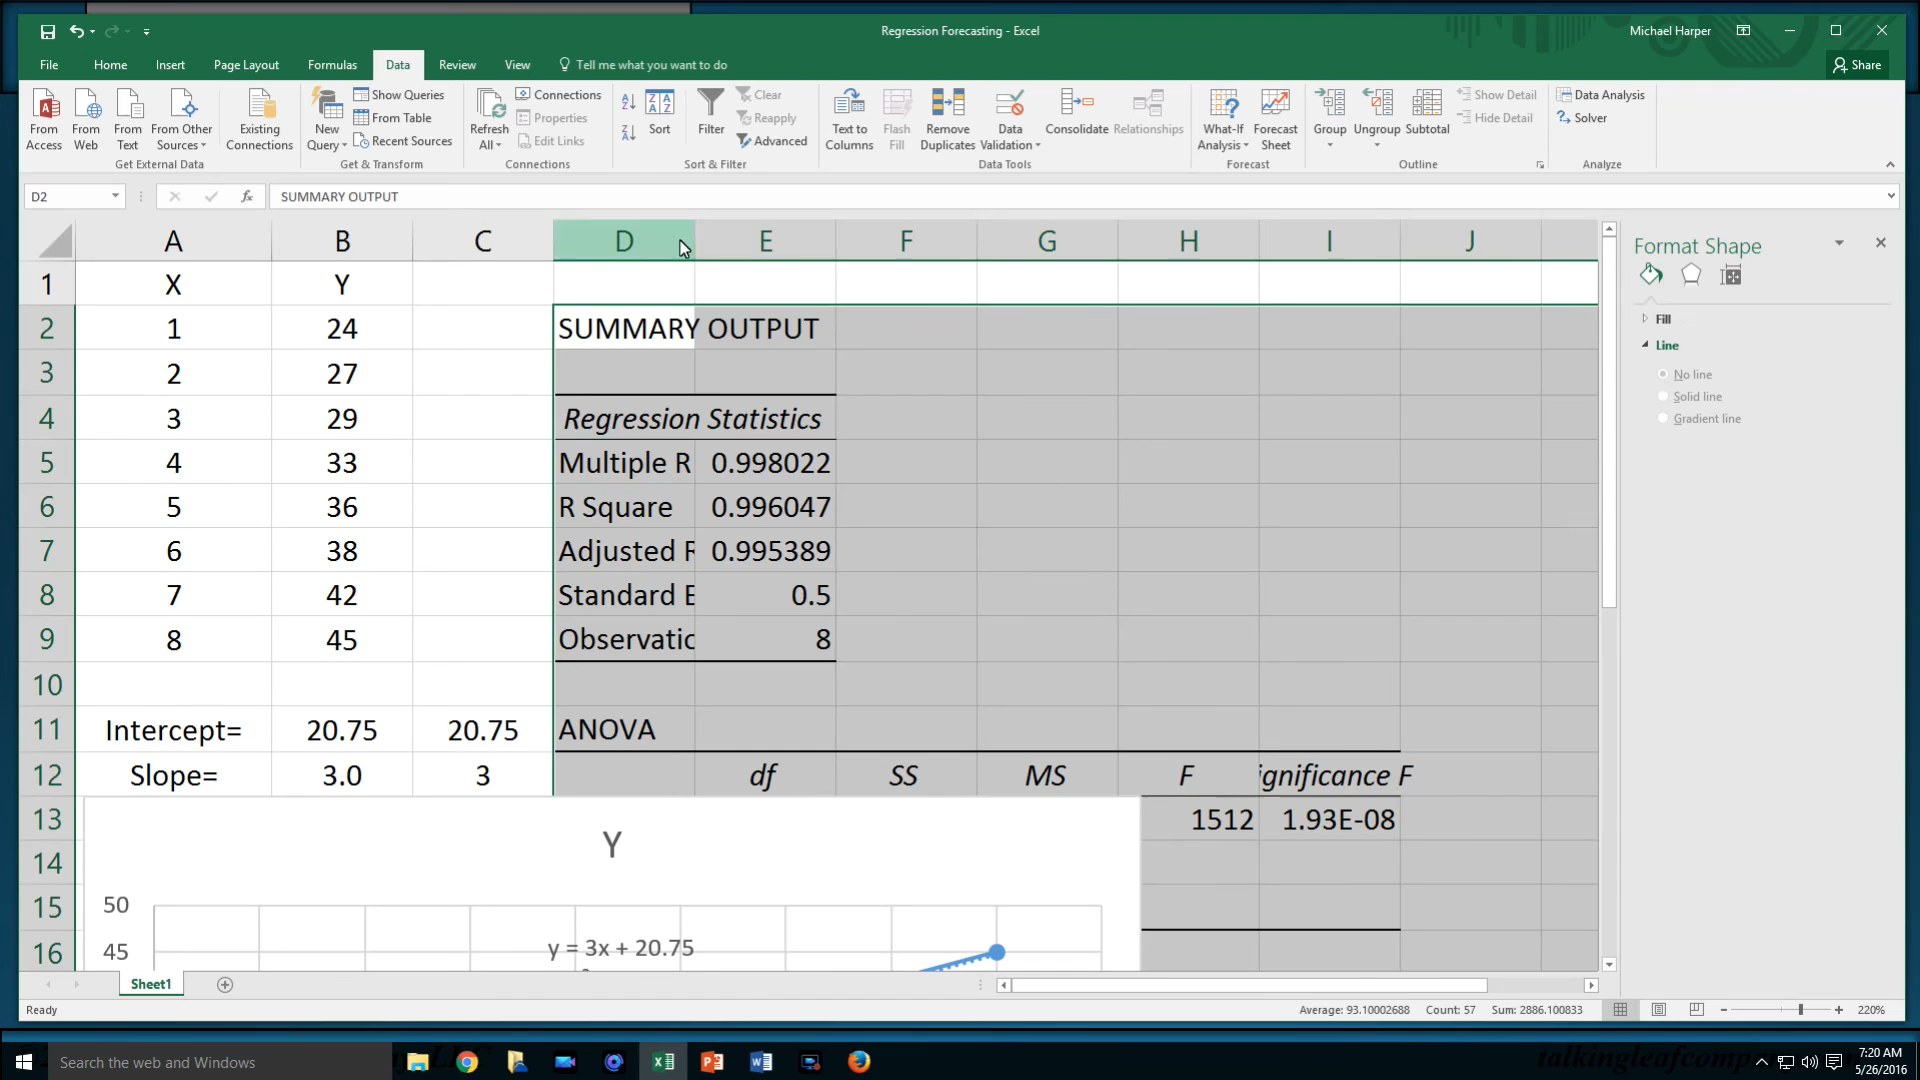 Regression Forecasting - Excel
Michael Harper
File Home Insert Page Layout Formulas Data Review View Tell me what you want to do
Share
From Access
From Web
From Text
From Other Sources
Existing Connections
Get External Data
New Query
Show Queries
From Table
Recent Sources
Get & Transform
Refresh All
Connections
Properties
Edit Links
Connections
Sort
Filter
Clear
Reapply
Advanced
Sort & Filter
Text to Columns
Flash Fill
Remove Duplicates
Data Validation
Consolidate
Relationships
Data Tools
What-If Analysis
Forecast Sheet
Forecast
Group
Ungroup
Subtotal
Show Detail
Hide Detail
Outline
Data Analysis
Solver
Analyze
D2 fx SUMMARY OUTPUT
A B C D E F G H I J
1 X Y
2 1 24 SUMMARY OUTPUT
3 2 27
4 3 29 Regression Statistics
5 4 33 Multiple R 0.998022
6 5 36 R Square 0.996047
7 6 38 Adjusted R 0.995389
8 7 42 Standard E 0.5
9 8 45 Observatic 8
10
11 Intercept= 20.75 20.75 ANOVA
12 Slope= 3.0 3 df SS MS F ignificance F
13 1512 1.93E-08
14
15
16
Y
50
45
y = 3x + 20.75
Format Shape
Fill
Line
No line
Solid line
Gradient line
Sheet1
Ready
Average: 93.10002688 Count: 57 Sum: 2886.100833
220%
Search the web and Windows
talkingleafcompan
7:20 AM
5/26/2016